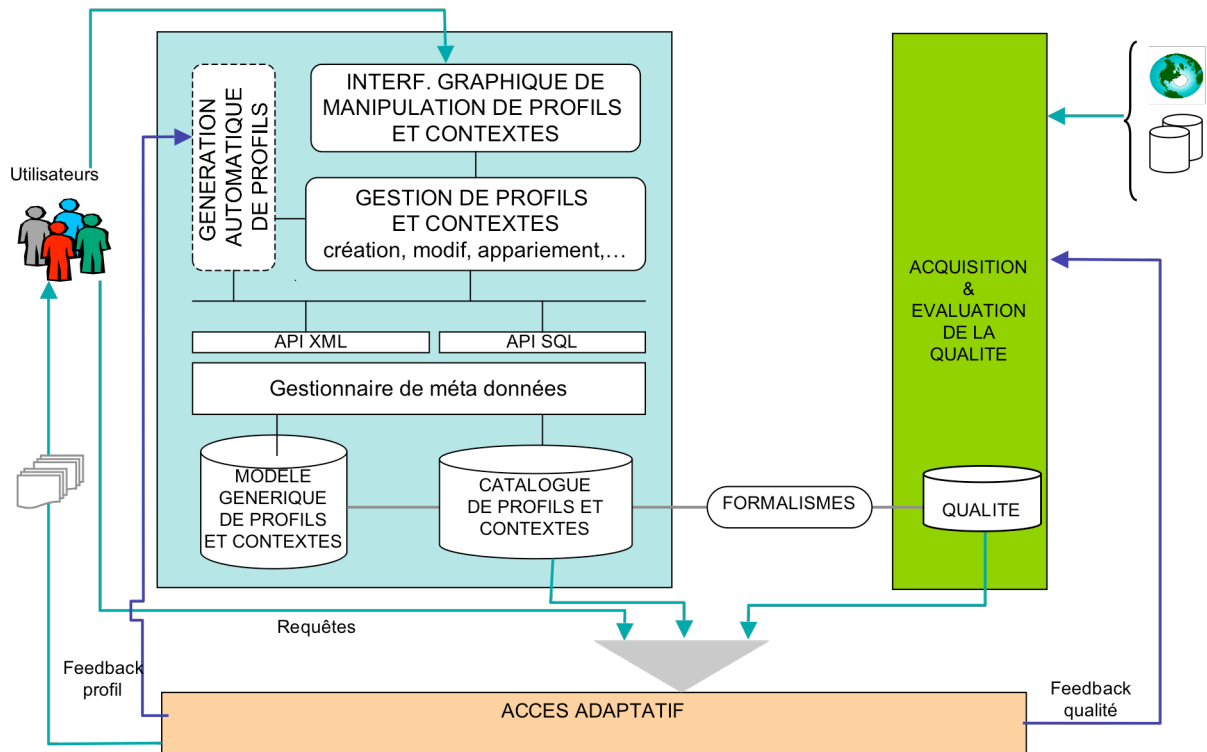 INTERF. GRAPHIQUE DE
MANIPULATION DE PROFILS
ET CONTEXTES
GENERATION
AUTOMATIQUE
DE PROFILS
Utilisateurs
GESTION DE PROFILS
ET CONTEXTES
création, modif, appariement,…
ACQUISITION
&
EVALUATION
DE LA
QUALITE
API XML
API SQL
Gestionnaire de méta données
MODELE
GENERIQUE
DE PROFILS
ET CONTEXTES
CATALOGUE
DE PROFILS ET
CONTEXTES
FORMALISMES
QUALITE
Requêtes
Feedback
profil
ACCES ADAPTATIF
Feedback
qualité